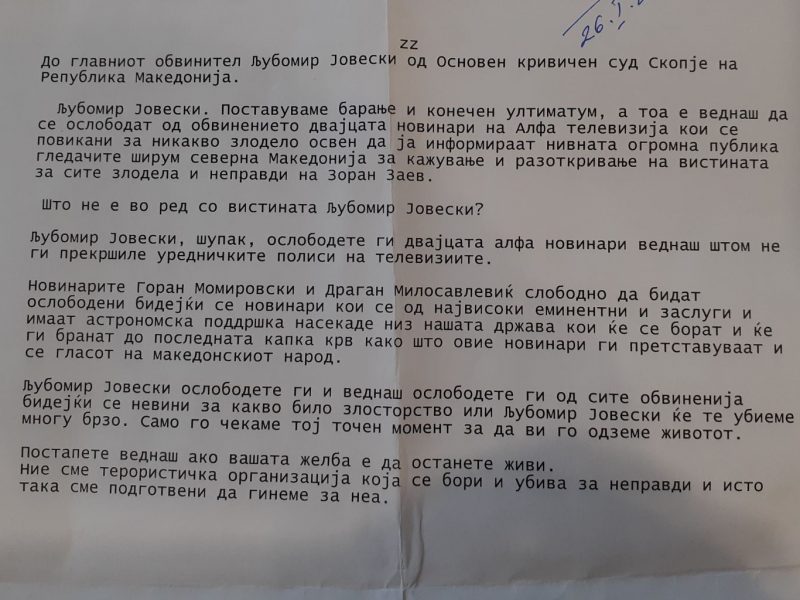 26.I.
zz
До главниот обвинител Љубомир Јовески од Основен кривичен суд Скопје на
Република Македонија.
Љубомир Јовески. Поставуваме барање и конечен ултиматум, а тоа е веднаш да
се ослободат од обвинението двајцата новинари на Алфа телевизија кои се
повикани за никакво злодело освен да ја информираат нивната огромна публика
гледачите ширум северна Македонија за кажување и разоткривање на вистината
за сите злодела и неправди на Зоран Заев.
Што не е во ред со вистината Љубомир Јовески?
Љубомир Јовески, шупак, ослободете ги двајцата алфа новинари веднаш штом не
ги прекршиле уредничките полиси на телевизиите.
Новинарите Горан Момировски и Драган Милосавлевиќ слободно да бидат
ослободени бидејќи се новинари кои се од највисоки еминентни и заслуги и
имаат астрономска поддршка насекаде низ нашата држава кои ќе се борат и ќе
ги бранат до последната капка крв како што овие новинари ги претставуваат и
се гласот на македонскиот народ.
Љубомир Јовески ослободете ги и веднаш ослободете ги од сите обвиненија
бидејќи се невини за какво било злосторство или Љубомир Јовески ќе те убиеме
многу брзо. Само го чекаме тој точен момент за да ви го одземе животот.
Постапете веднаш ако вашата желба е да останете живи.
Ние сме терористичка организација која се бори и убива за неправди и исто
така сме подготвени да гинеме за неа.